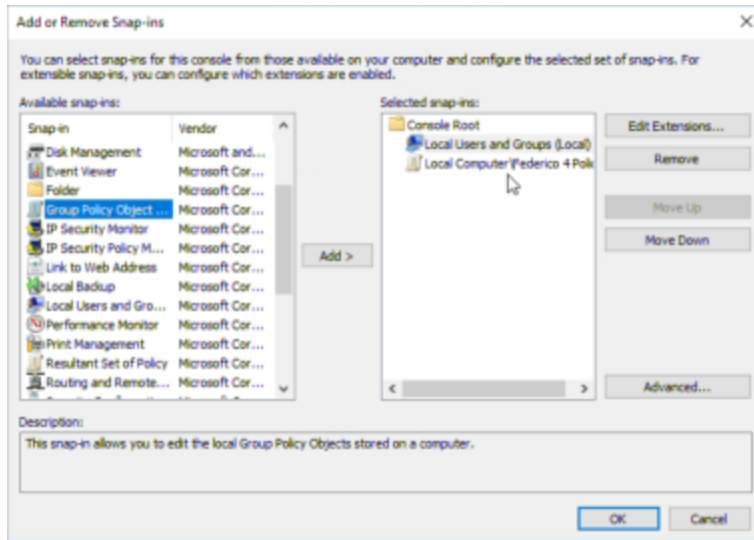 Add or Remove Snap-ins
You can select snap-ins for this console from those available on your computer and configure the selected set of snap-ins. For
extensible snap-ins, you can configure which extensions are enabled.
Available snap-ins:
Snap-in Vendor
Disk Management Microsoft and...
Event Viewer Microsoft Cor...
Folder Microsoft Cor...
Group Policy Object ... Microsoft Cor...
IP Security Monitor Microsoft Cor...
IP Security Policy M... Microsoft Cor...
Link to Web Address Microsoft Cor...
Local Backup Microsoft Cor...
Local Users and Gro... Microsoft Cor...
Performance Monitor Microsoft Cor...
Print Management Microsoft Cor...
Resultant Set of Policy Microsoft Cor...
Routing and Remote... Microsoft Cor...
Add >
Selected snap-ins:
Console Root
Local Users and Groups (Local)
Local Computer\Federico 4 Polic
Edit Extensions...
Remove
Move Up
Move Down
Advanced...
Description:
This snap-in allows you to edit the local Group Policy Objects stored on a computer.
OK Cancel